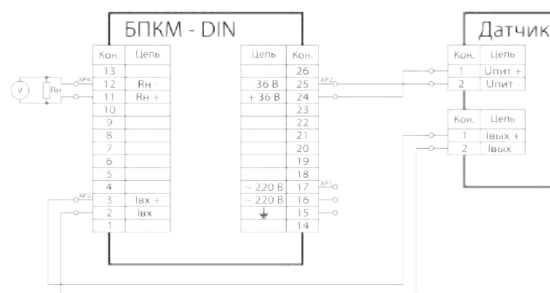 БПКМ - DIN
Датчик
Кон. Цепь
13
12 Rн
11 Rн +
10
9
8
7
6
5
4
3 Iвх +
2 Iвх
1
Цепь Кон.
26
36 В 25
+ 36 В 24
23
22
21
20
19
18
~ 220 В 17
~ 220 В 16
15
14
XP4
V
Rн
XP3
XP2
XP1
Кон. Цепь
1 Uпит +
2 Uпит -
Кон. Цепь
1 Iвых +
2 Iвых -